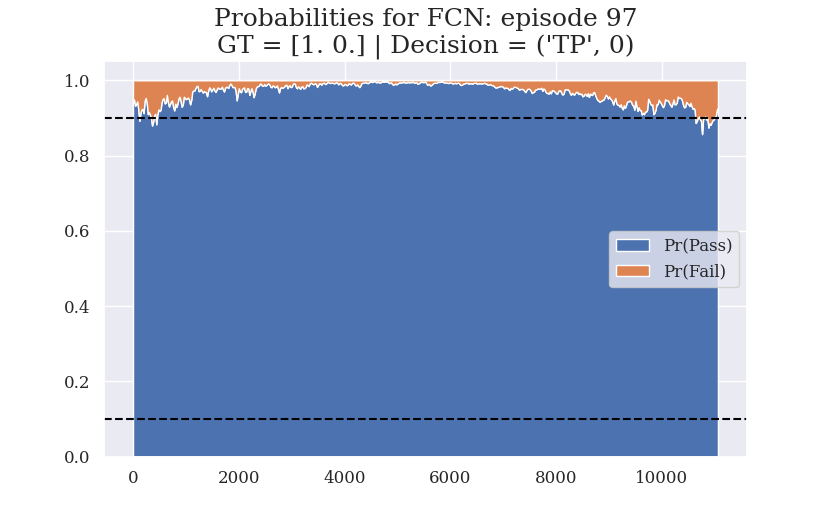 Probabilities for FCN: episode 97
GT = [1. 0.] | Decision = ('TP', 0)
1.0
0.8
0.6
0.4
0.2
0.0
Pr(Pass)
Pr(Fail)
0 2000 4000 6000 8000 10000